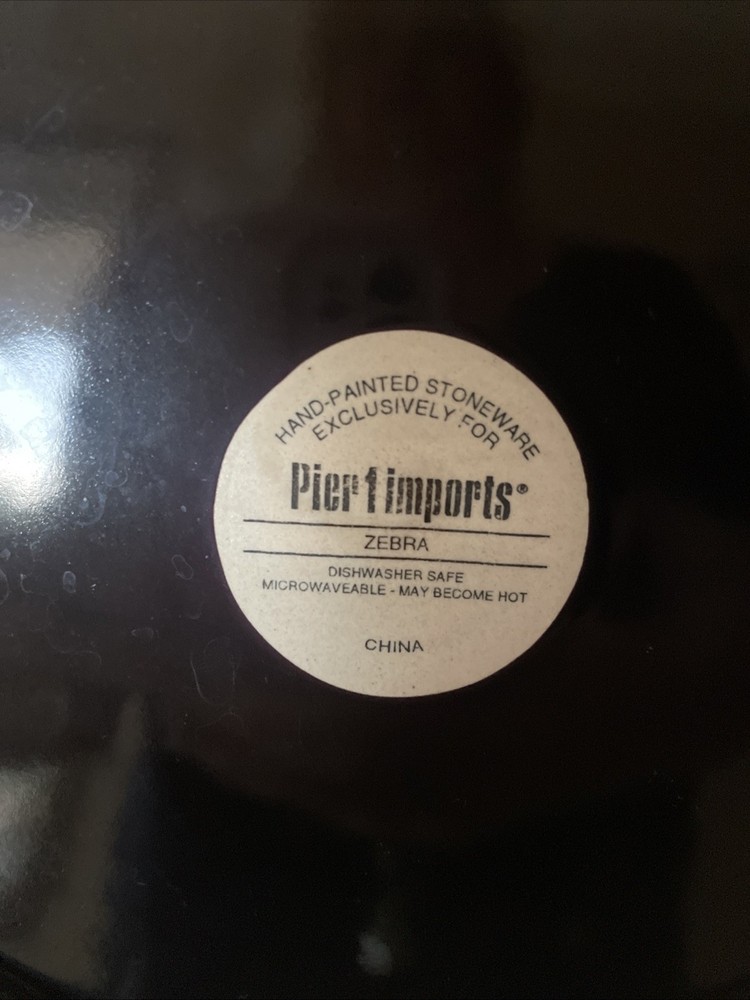 HAND-PAINTED STONEWARE
EXCLUSIVELY FOR
Pier 1 imports®
ZEBRA
DISHWASHER SAFE
MICROWAVEABLE - MAY BECOME HOT
CHINA